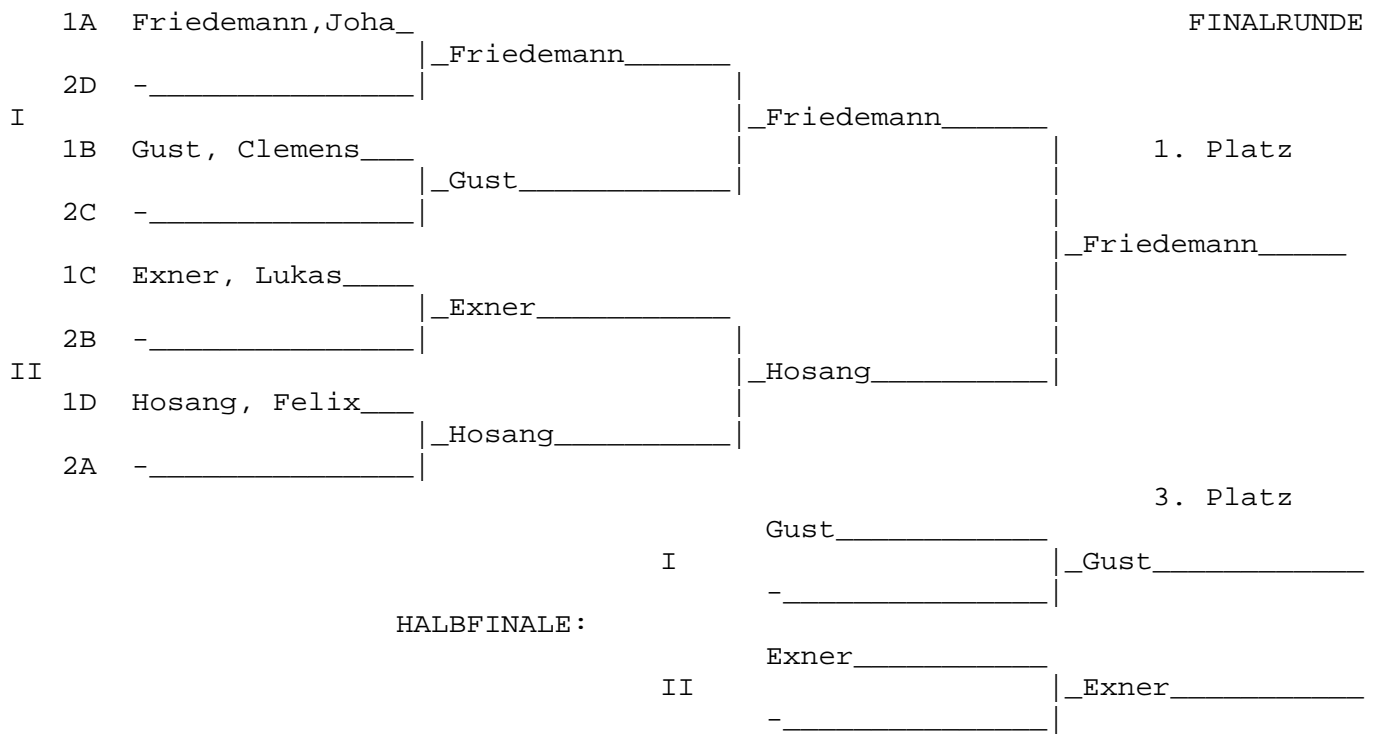 1A Friedemann,Joha_ FINALRUNDE
|_Friedemann______
2D -_______________| |
I |_Friedemann______
1B Gust, Clemens___ | | 1. Platz
|_Gust____________| |
2C -_______________| |
|_Friedemann_____
1C Exner, Lukas____ |
|_Exner___________ |
2B -_______________| | |
II |_Hosang__________|
1D Hosang, Felix___ |
|_Hosang__________|
2A -_______________|
3. Platz
Gust____________
I |_Gust____________
-_______________|
HALBFINALE:
Exner___________
II |_Exner___________
-_______________|